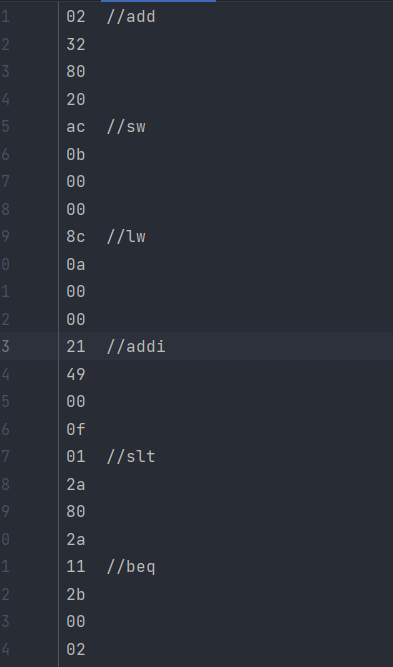 1 02 //add
2 32
3 80
4 20
5 ac //sw
6 0b
7 00
8 00
9 8c //lw
0 0a
1 00
2 00
3 21 //addi
4 49
5 00
6 0f
7 01 //slt
8 2a
9 80
0 2a
1 11 //beq
2 2b
3 00
4 02